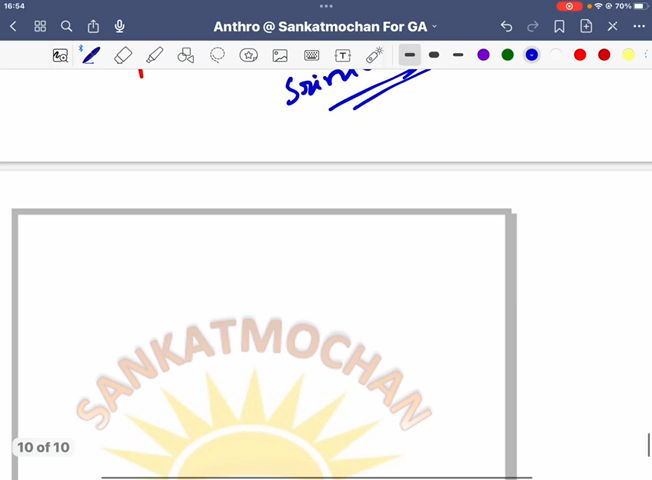 16:54
70%
Anthro @ Sankatmochan For GA
SANKATMOCHAN
10 of 10